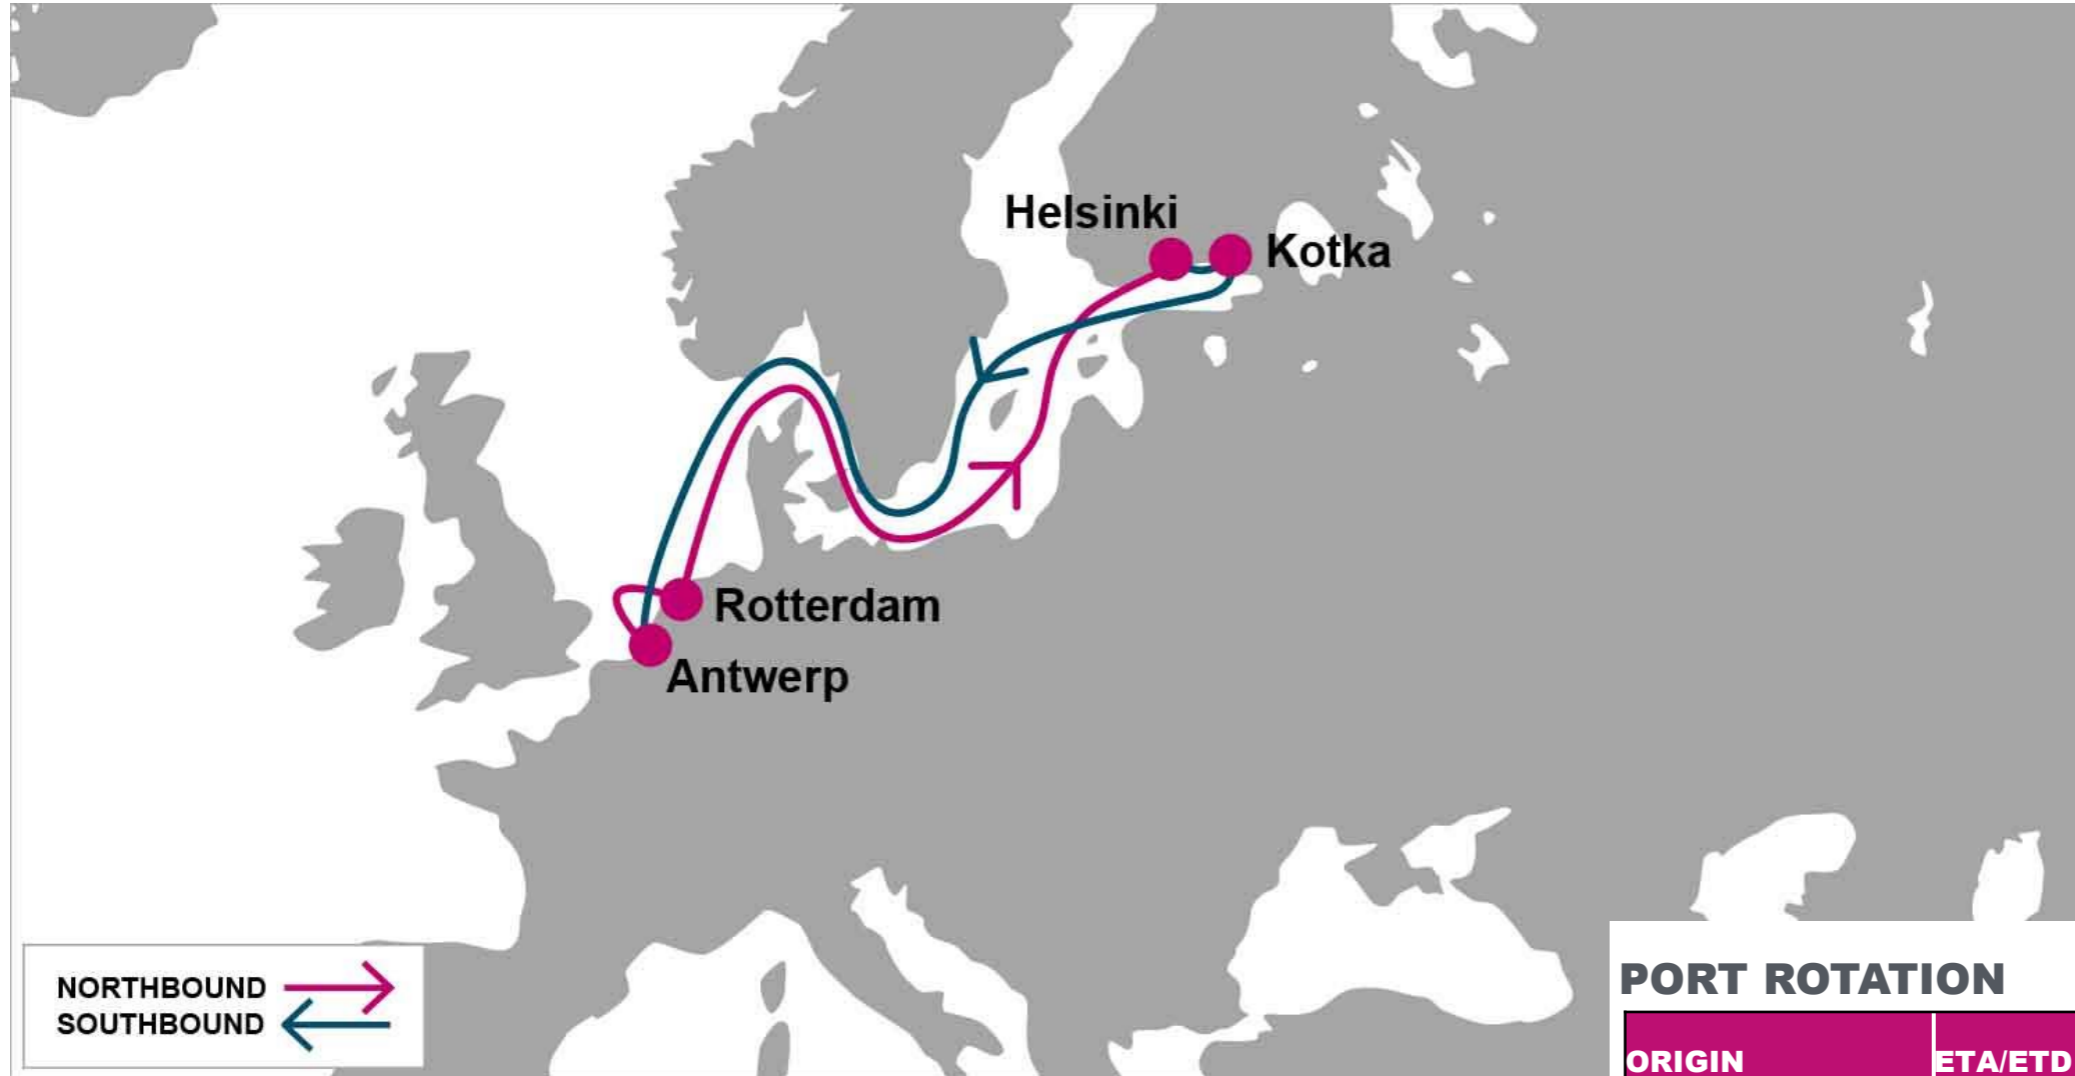 Helsinki
Kotka
Rotterdam
Antwerp
NORTHBOUND
SOUTHBOUND
PORT ROTATION
ORIGIN ETA/ETD